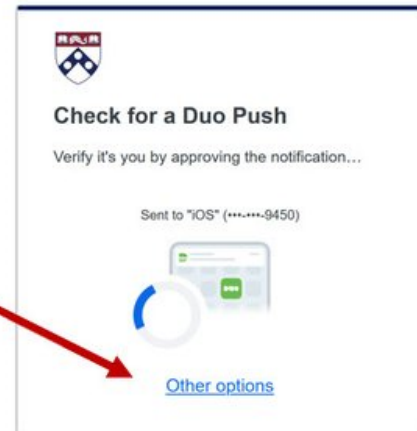 Check for a Duo Push
Verify it's you by approving the notification...
Sent to "iOS" (•••-•••-9450)
Other options